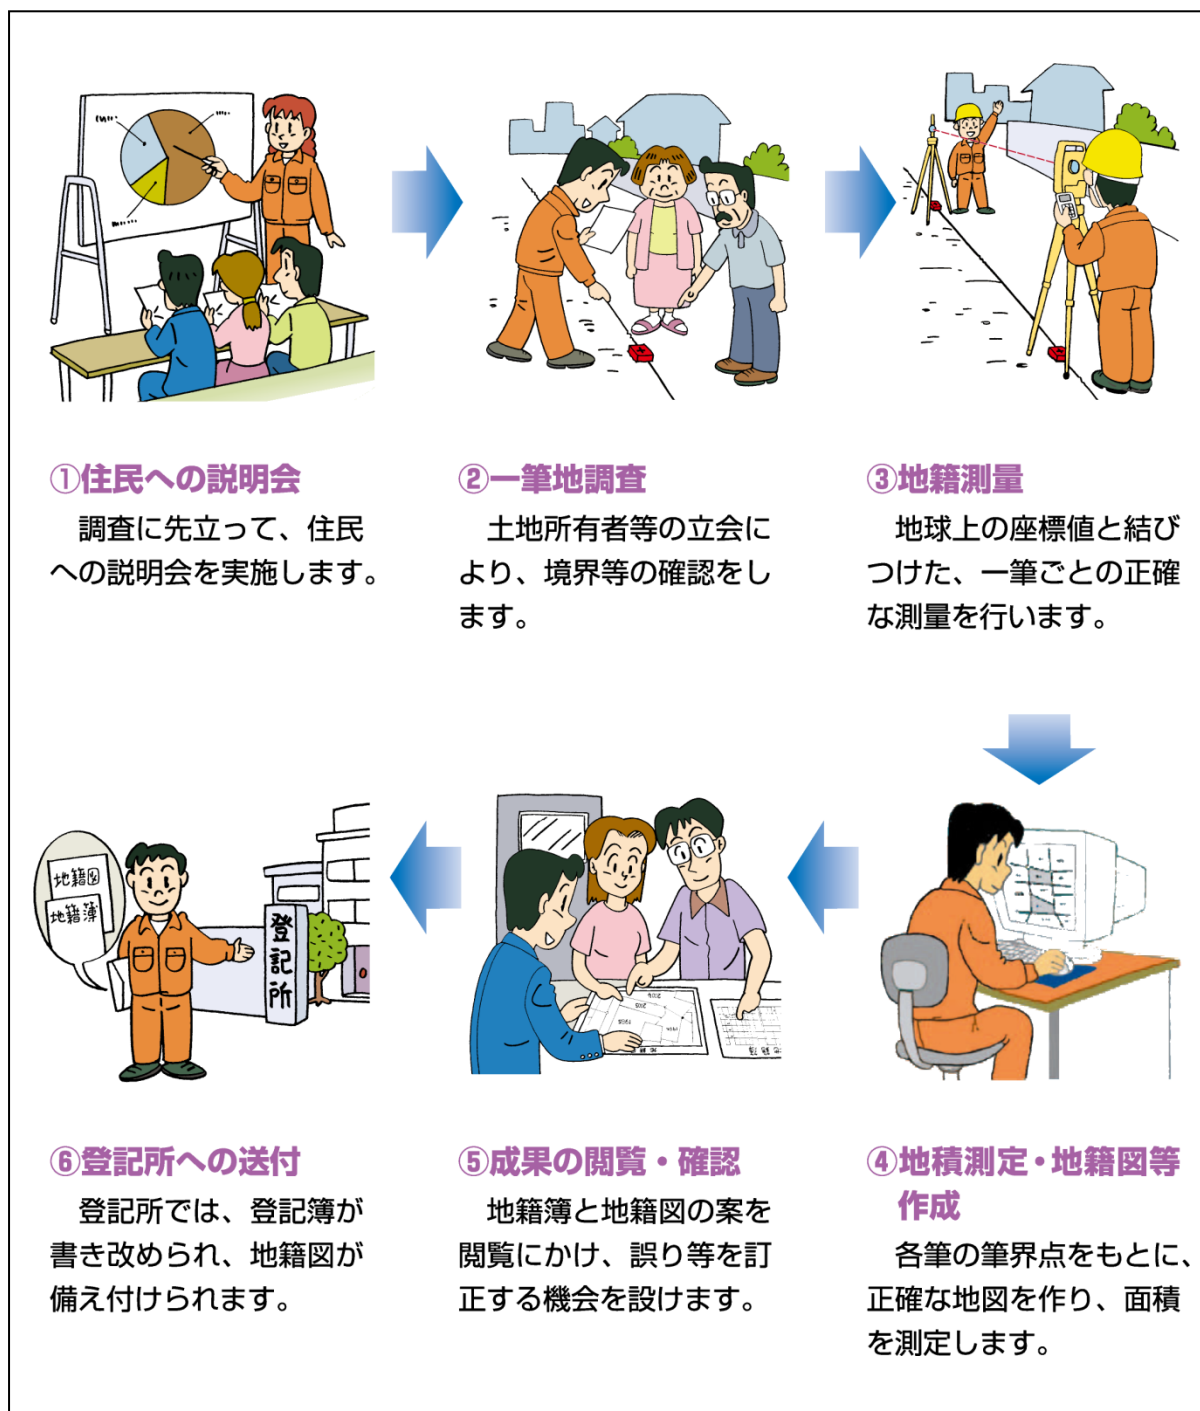 ①住民への説明会
調査に先立って、住民
への説明会を実施します。
②一筆地調査
土地所有者等の立会に
より、境界等の確認をし
ます。
③地籍測量
地球上の座標値と結び
つけた、一筆ごとの正確
な測量を行います。
④地積測定・地籍図等
作成
各筆の筆界点をもとに、
正確な地図を作り、面積
を測定します。
⑤成果の閲覧・確認
地籍簿と地籍図の案を
閲覧にかけ、誤り等を訂
正する機会を設けます。
地籍図
地籍簿
登記所
⑥登記所への送付
登記所では、登記簿が
書き改められ、地籍図が
備え付けられます。